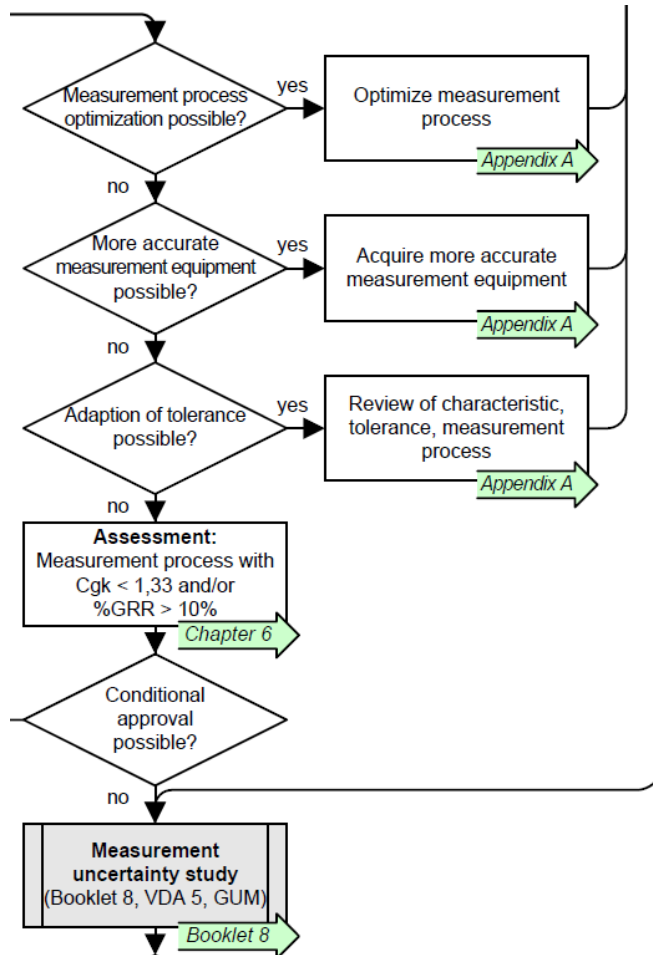 Measurement process
optimization possible?
yes
Optimize measurement
process
Appendix A
no
More accurate
measurement equipment
possible?
yes
Acquire more accurate
measurement equipment
Appendix A
no
Adaption of tolerance
possible?
yes
Review of characteristic,
tolerance, measurement
process
Appendix A
no
Assessment:
Measurement process with
Cgk < 1,33 and/or
%GRR > 10%
Chapter 6
Conditional
approval
possible?
no
Measurement
uncertainty study
(Booklet 8, VDA 5, GUM)
Booklet 8